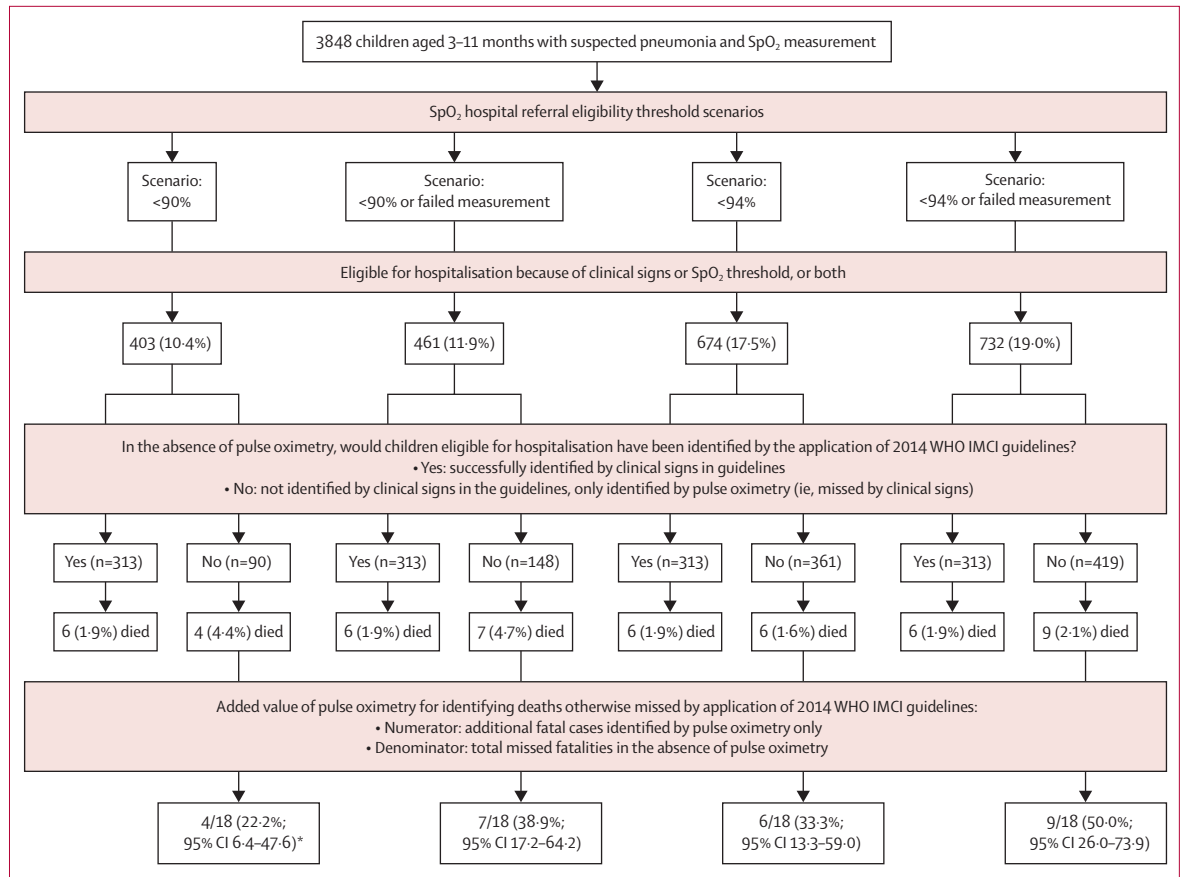 3848 children aged 3–11 months with suspected pneumonia and SpO₂ measurement
SpO₂ hospital referral eligibility threshold scenarios
Scenario:
<90%
Scenario:
<90% or failed measurement
Scenario:
<94%
Scenario:
<94% or failed measurement
Eligible for hospitalisation because of clinical signs or SpO₂ threshold, or both
403 (10·4%)
461 (11·9%)
674 (17·5%)
732 (19·0%)
In the absence of pulse oximetry, would children eligible for hospitalisation have been identified by the application of 2014 WHO IMCI guidelines?
• Yes: successfully identified by clinical signs in guidelines
• No: not identified by clinical signs in the guidelines, only identified by pulse oximetry (ie, missed by clinical signs)
Yes (n=313)
No (n=90)
Yes (n=313)
No (n=148)
Yes (n=313)
No (n=361)
Yes (n=313)
No (n=419)
6 (1·9%) died
4 (4·4%) died
6 (1·9%) died
7 (4·7%) died
6 (1·9%) died
6 (1·6%) died
6 (1·9%) died
9 (2·1%) died
Added value of pulse oximetry for identifying deaths otherwise missed by application of 2014 WHO IMCI guidelines:
• Numerator: additional fatal cases identified by pulse oximetry only
• Denominator: total missed fatalities in the absence of pulse oximetry
4/18 (22·2%;
95% CI 6·4–47·6)*
7/18 (38·9%;
95% CI 17·2–64·2)
6/18 (33·3%;
95% CI 13·3–59·0)
9/18 (50·0%;
95% CI 26·0–73·9)